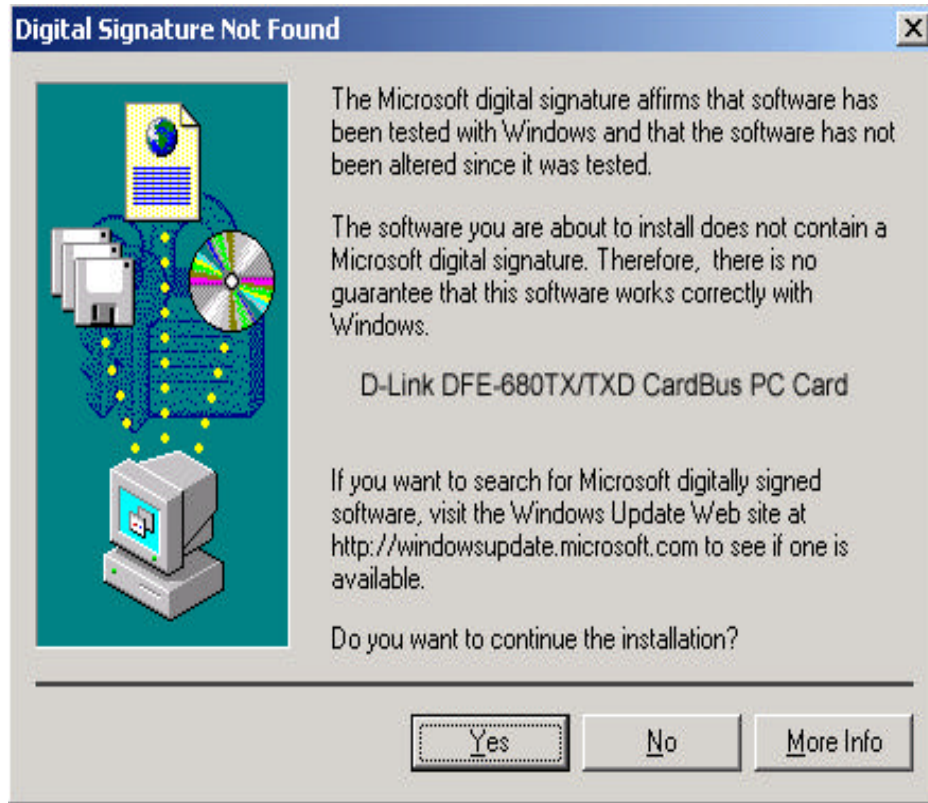 Digital Signature Not Found
The Microsoft digital signature affirms that software has
been tested with Windows and that the software has not
been altered since it was tested.
The software you are about to install does not contain a
Microsoft digital signature. Therefore, there is no
guarantee that this software works correctly with
Windows.
D-Link DFE-680TX/TXD CardBus PC Card
If you want to search for Microsoft digitally signed
software, visit the Windows Update Web site at
http://windowsupdate.microsoft.com to see if one is
available.
Do you want to continue the installation?
Yes No More Info